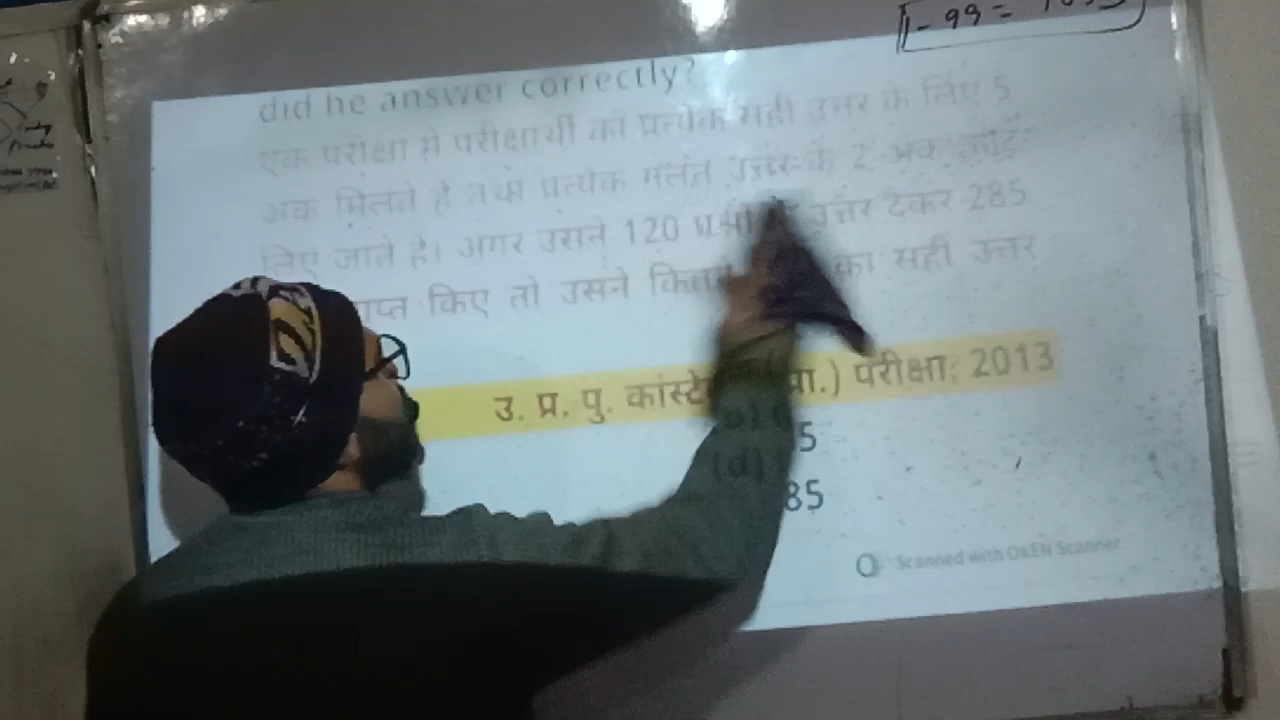 1-99=
did he answer correctly?
एक परीक्षा में परीक्षार्थी को प्रत्येक सही उत्तर के लिए 5
अंक मिलते है तथा प्रत्येक गलत उत्तर के 2 अंक काट
लिए जाते है। अगर उसने 120 प्रश्नों उत्तर देकर 285
प्राप्त किए तो उसने का सही उत्तर
उ. प्र. पु. परीक्षा, 2013
5
(d) 85
Scanned with OKEN Scanner